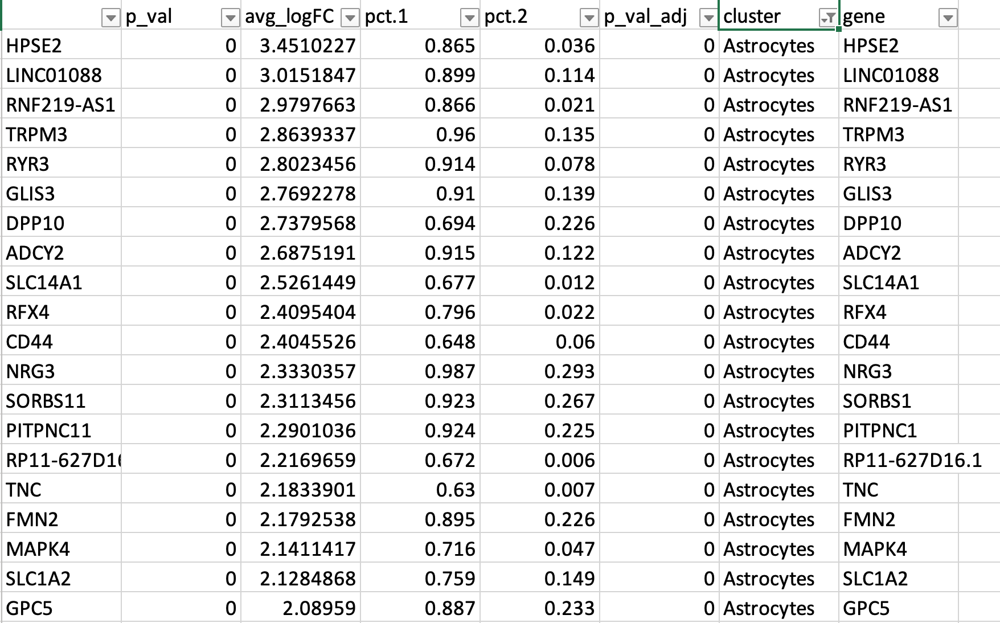 p_val avg_logFC pct.1 pct.2 p_val_adj cluster gene
HPSE2 0 3.4510227 0.865 0.036 0 Astrocytes HPSE2
LINC01088 0 3.0151847 0.899 0.114 0 Astrocytes LINC01088
RNF219-AS1 0 2.9797663 0.866 0.021 0 Astrocytes RNF219-AS1
TRPM3 0 2.8639337 0.96 0.135 0 Astrocytes TRPM3
RYR3 0 2.8023456 0.914 0.078 0 Astrocytes RYR3
GLIS3 0 2.7692278 0.91 0.139 0 Astrocytes GLIS3
DPP10 0 2.7379568 0.694 0.226 0 Astrocytes DPP10
ADCY2 0 2.6875191 0.915 0.122 0 Astrocytes ADCY2
SLC14A1 0 2.5261449 0.677 0.012 0 Astrocytes SLC14A1
RFX4 0 2.4095404 0.796 0.022 0 Astrocytes RFX4
CD44 0 2.4045526 0.648 0.06 0 Astrocytes CD44
NRG3 0 2.3330357 0.987 0.293 0 Astrocytes NRG3
SORBS11 0 2.3113456 0.923 0.267 0 Astrocytes SORBS1
PITPNC11 0 2.2901036 0.924 0.225 0 Astrocytes PITPNC1
RP11-627D16 0 2.2169659 0.672 0.006 0 Astrocytes RP11-627D16.1
TNC 0 2.1833901 0.63 0.007 0 Astrocytes TNC
FMN2 0 2.1792538 0.895 0.226 0 Astrocytes FMN2
MAPK4 0 2.1411417 0.716 0.047 0 Astrocytes MAPK4
SLC1A2 0 2.1284868 0.759 0.149 0 Astrocytes SLC1A2
GPC5 0 2.08959 0.887 0.233 0 Astrocytes GPC5